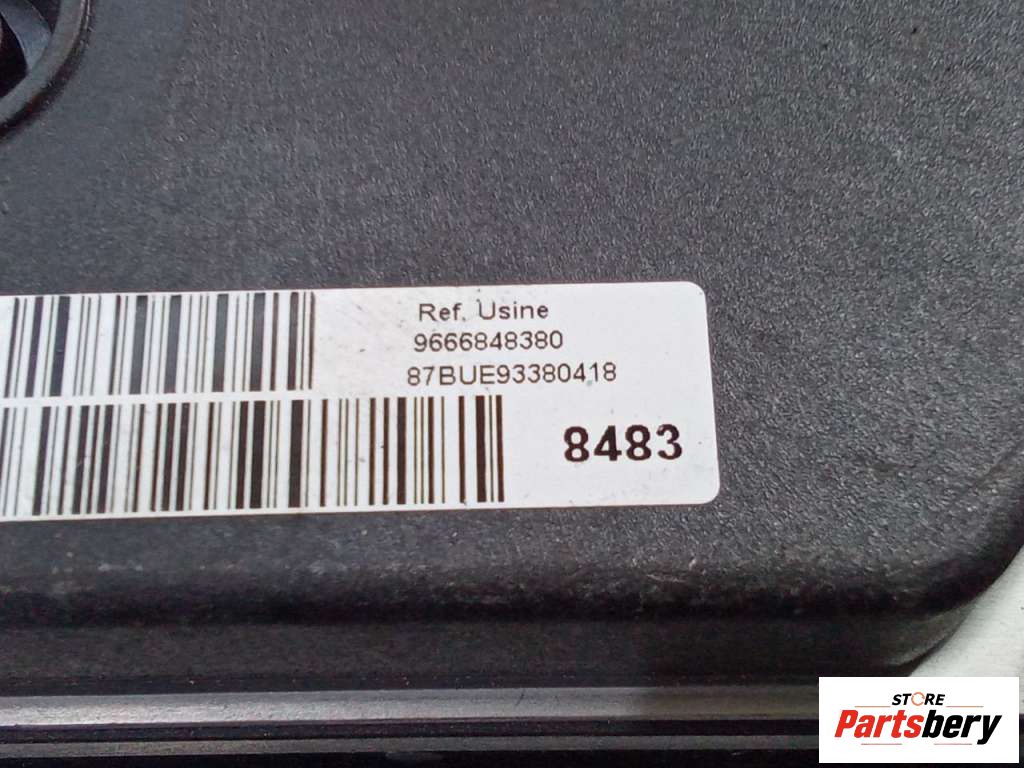 Ref. Usine
9666848380
87BUE93380418
8483
STORE
Partsbery